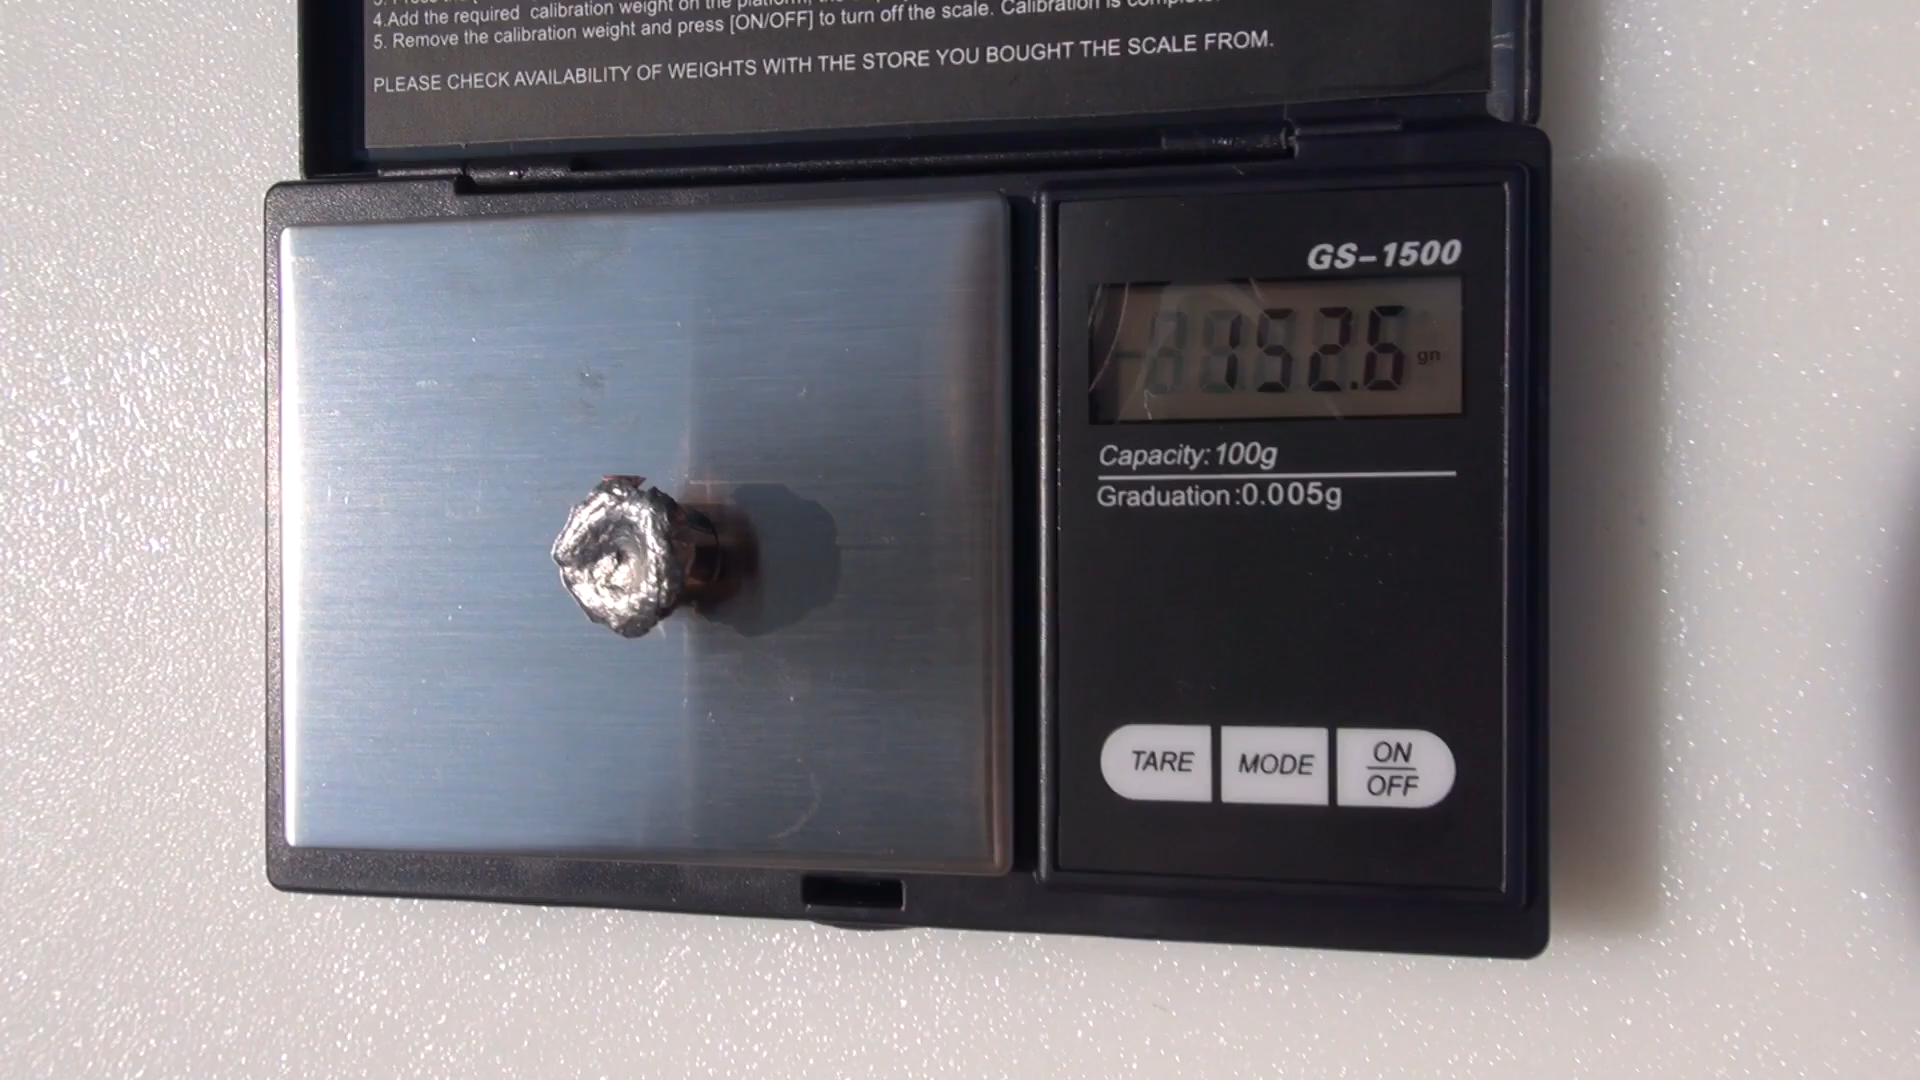 4.Add the required calibration weight on the platform, the
5. Remove the calibration weight and press [ON/OFF] to turn off the scale. Calibration is complete.
PLEASE CHECK AVAILABILITY OF WEIGHTS WITH THE STORE YOU BOUGHT THE SCALE FROM.
GS-1500
152.6 gn
Capacity:100g
Graduation:0.005g
TARE
MODE
ON
OFF